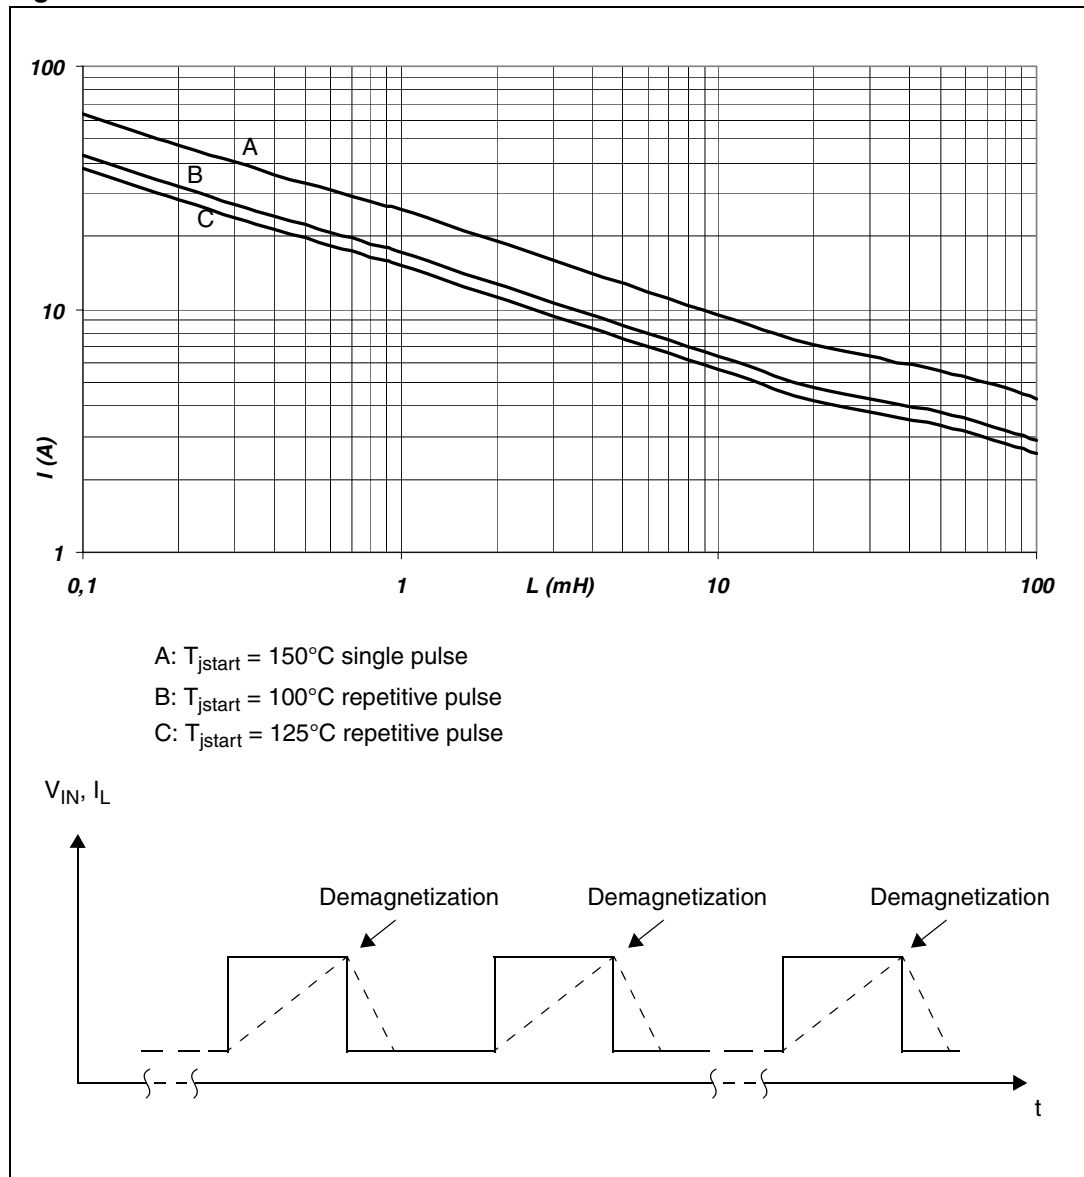 100
A
B
C
10
I (A)
1
0,1 1 L (mH) 10 100
A: Tjstart = 150°C single pulse
B: Tjstart = 100°C repetitive pulse
C: Tjstart = 125°C repetitive pulse
VIN, IL
Demagnetization Demagnetization Demagnetization
t